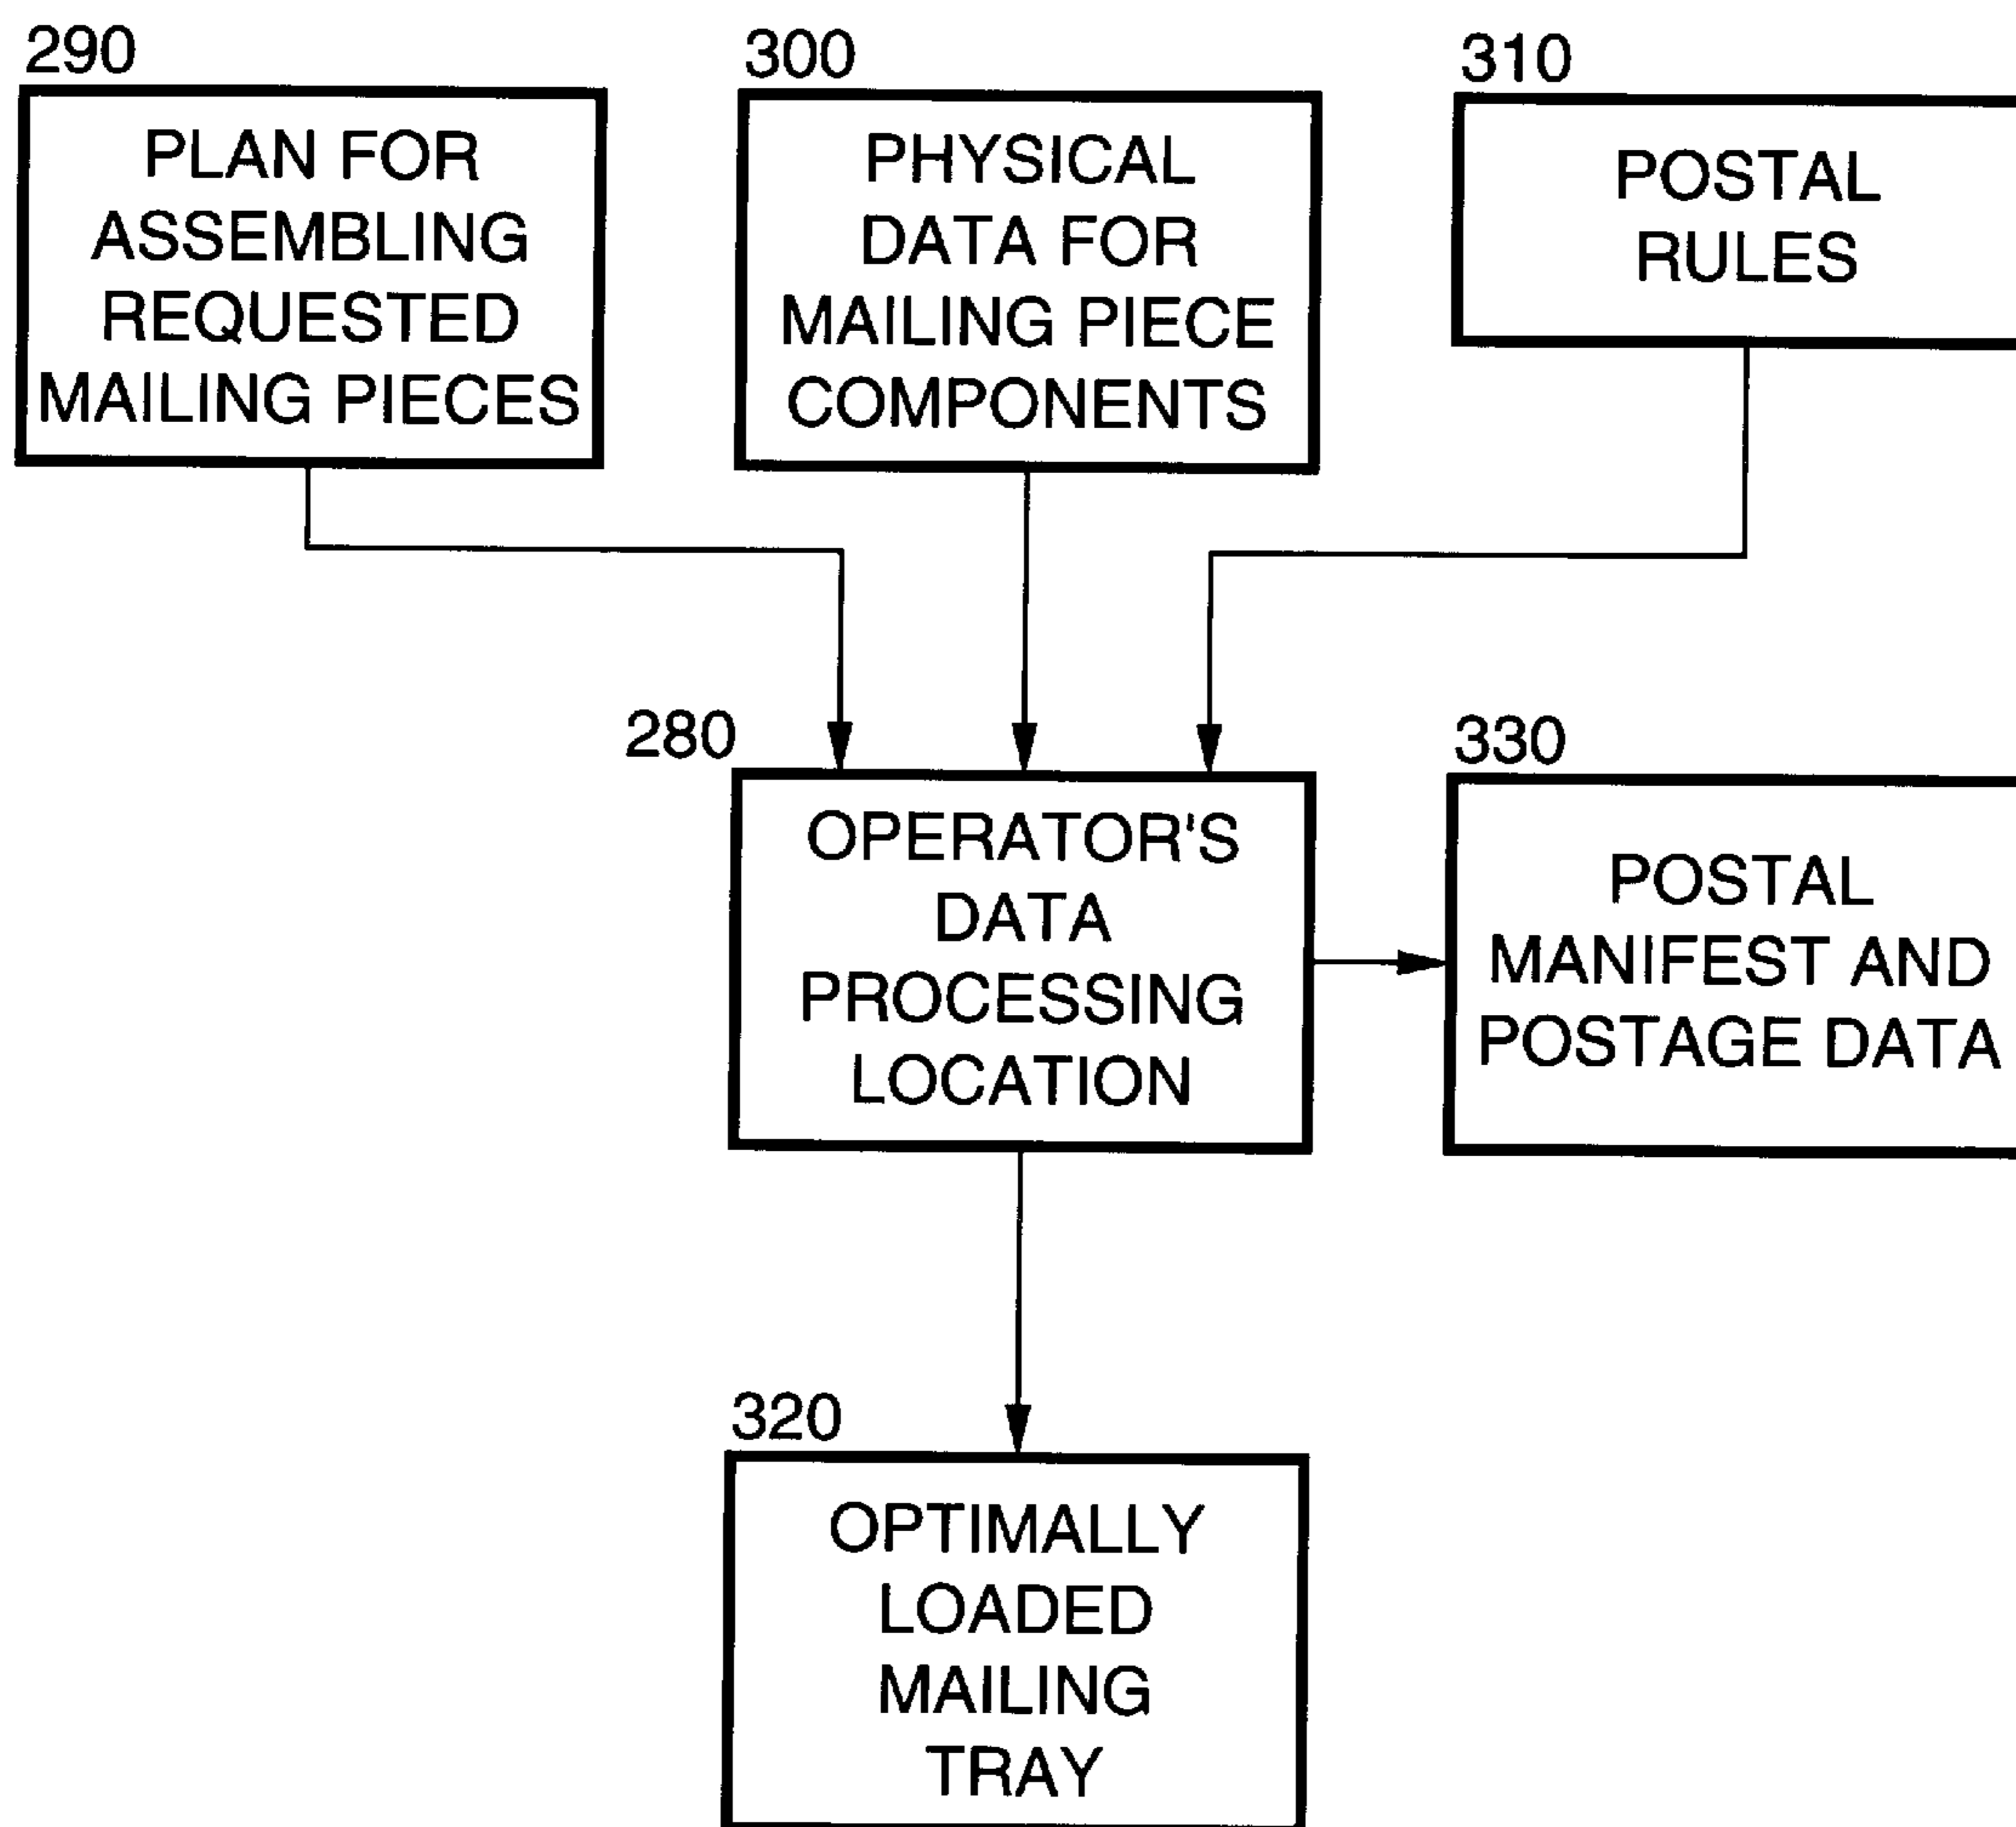 290
PLAN FOR
ASSEMBLING
REQUESTED
MAILING PIECES
300
PHYSICAL
DATA FOR
MAILING PIECE
COMPONENTS
310
POSTAL
RULES
280
OPERATOR'S
DATA
PROCESSING
LOCATION
330
POSTAL
MANIFEST AND
POSTAGE DATA
320
OPTIMALLY
LOADED
MAILING
TRAY